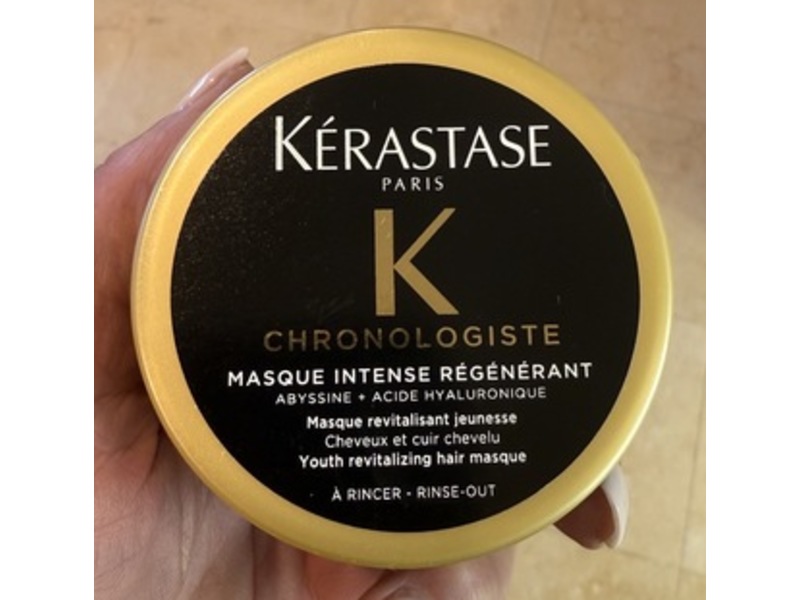 KÉRASTASE
PARIS
K
CHRONOLOGISTE
MASQUE INTENSE RÉGÉNÉRANT
ABYSSINE + ACIDE HYALURONIQUE
Masque revitalisant jeunesse
Cheveux et cuir chevelu
Youth revitalizing hair masque
À RINCER - RINSE-OUT